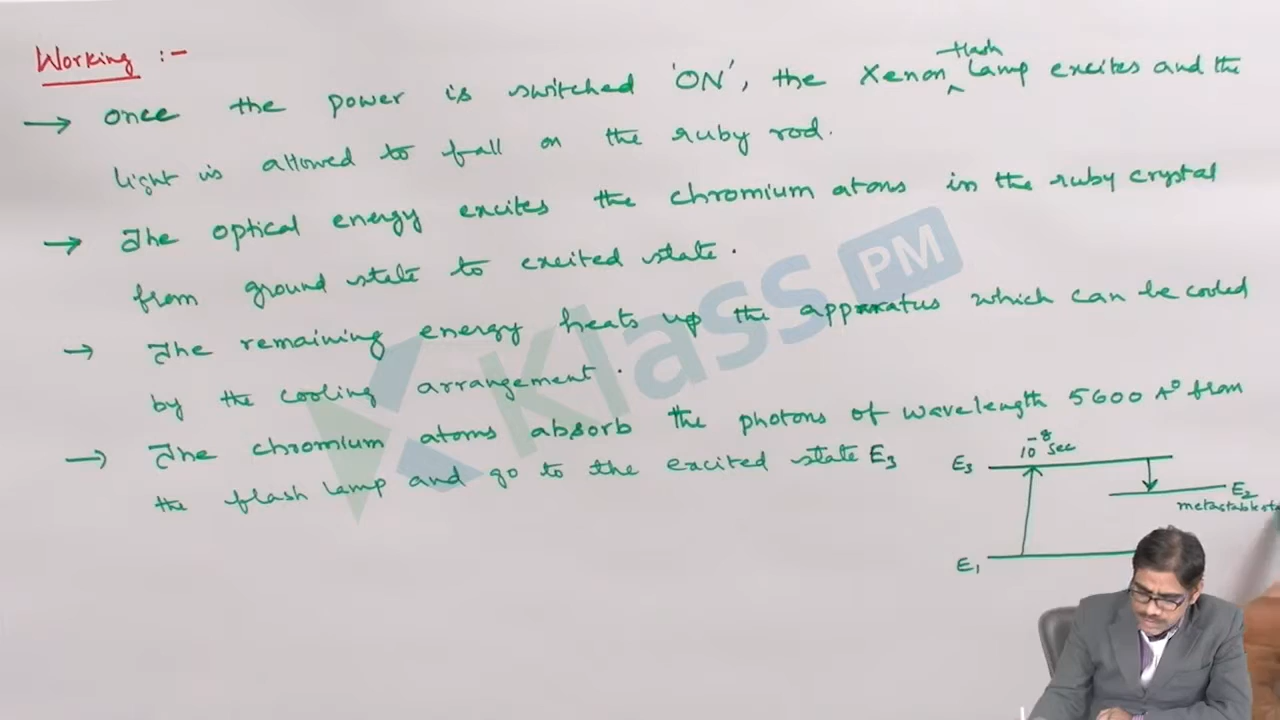 Working :-
→ Once the power is switched 'ON', the Xenon flash lamp excites and the
light is allowed to fall on the ruby rod.
→ The optical energy excites the chromium atoms in the ruby crystal
from ground state to excited state.
→ The remaining energy heats up the apparatus which can be cooled
by the cooling arrangement.
→ The chromium atoms absorb the photons of wavelength 5600 A° from
the flash lamp and go to the excited state E₃
10⁻⁸ sec
E₃
E₂
E₁
Klass PM